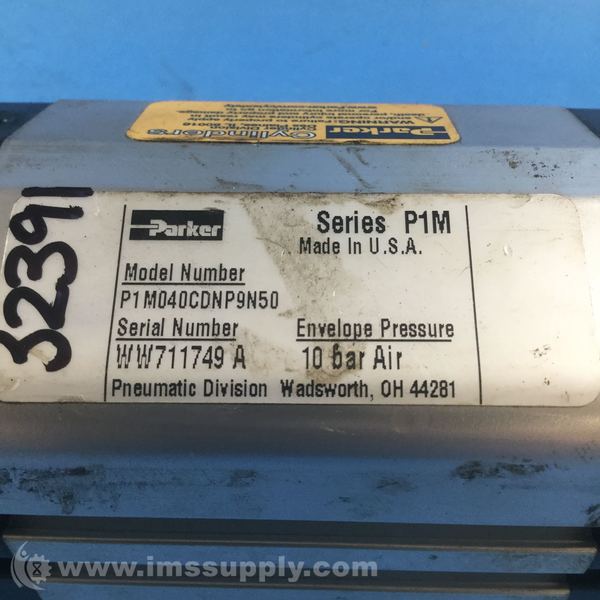 Parker
Cylinders
32391
Parker
Series P1M
Made In U.S.A.
Model Number
P1M040CDNP9N50
Serial Number
Envelope Pressure
WW711749 A
10 bar Air
Pneumatic Division Wadsworth, OH 44281
IMS
www.imssupply.com